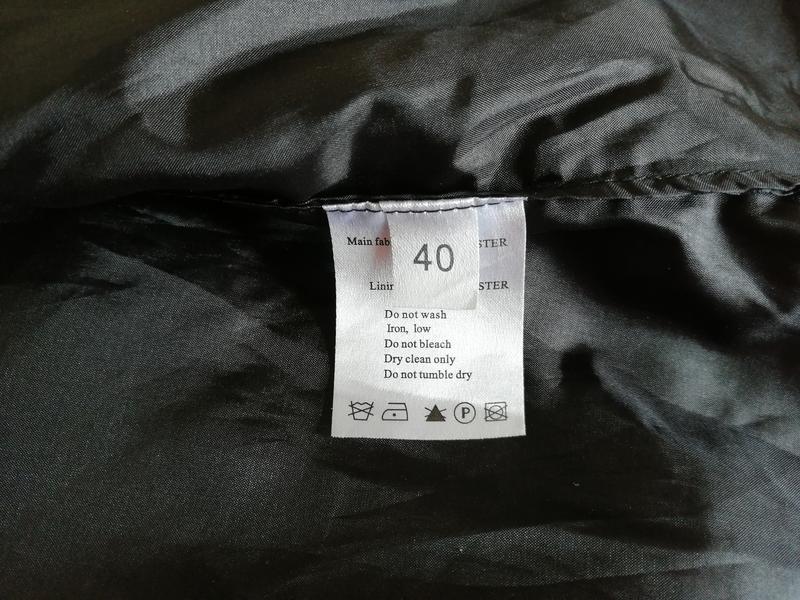 Main fab
40
STER
Linin
STER
Do not wash
Iron, low
Do not bleach
Dry clean only
Do not tumble dry
P